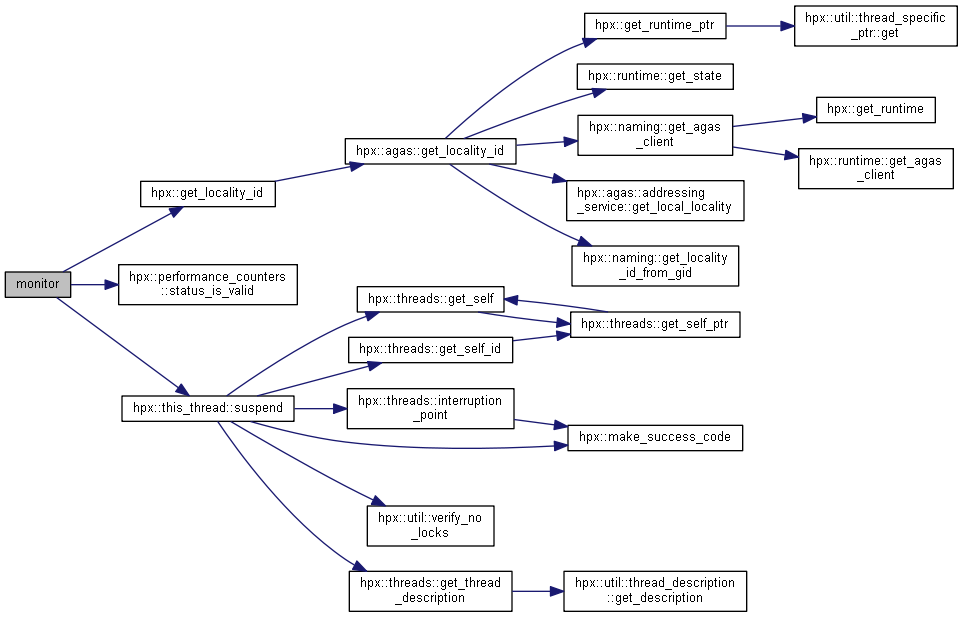 monitor
hpx::get_locality_id
hpx::performance_counters
::status_is_valid
hpx::this_thread::suspend
hpx::agas::get_locality_id
hpx::threads::get_self
hpx::threads::get_self_id
hpx::threads::interruption
_point
hpx::util::verify_no
_locks
hpx::threads::get_thread
_description
hpx::get_runtime_ptr
hpx::runtime::get_state
hpx::naming::get_agas
_client
hpx::agas::addressing
_service::get_local_locality
hpx::naming::get_locality
_id_from_gid
hpx::threads::get_self_ptr
hpx::make_success_code
hpx::util::thread_description
::get_description
hpx::util::thread_specific
_ptr::get
hpx::get_runtime
hpx::runtime::get_agas
_client